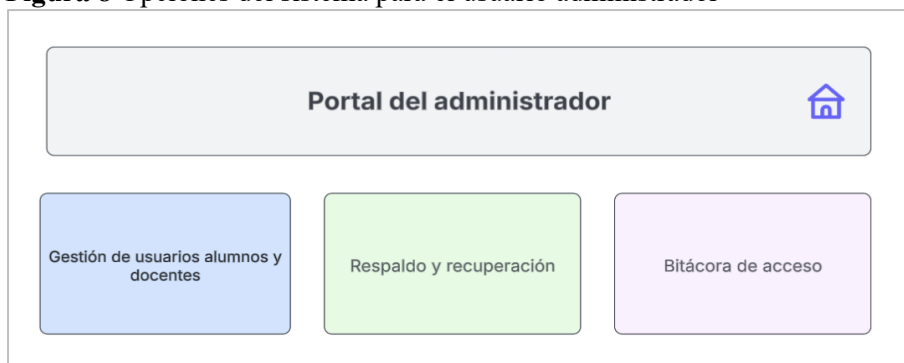 Portal del administrador
Gestión de usuarios alumnos y
docentes
Respaldo y recuperación
Bitácora de acceso